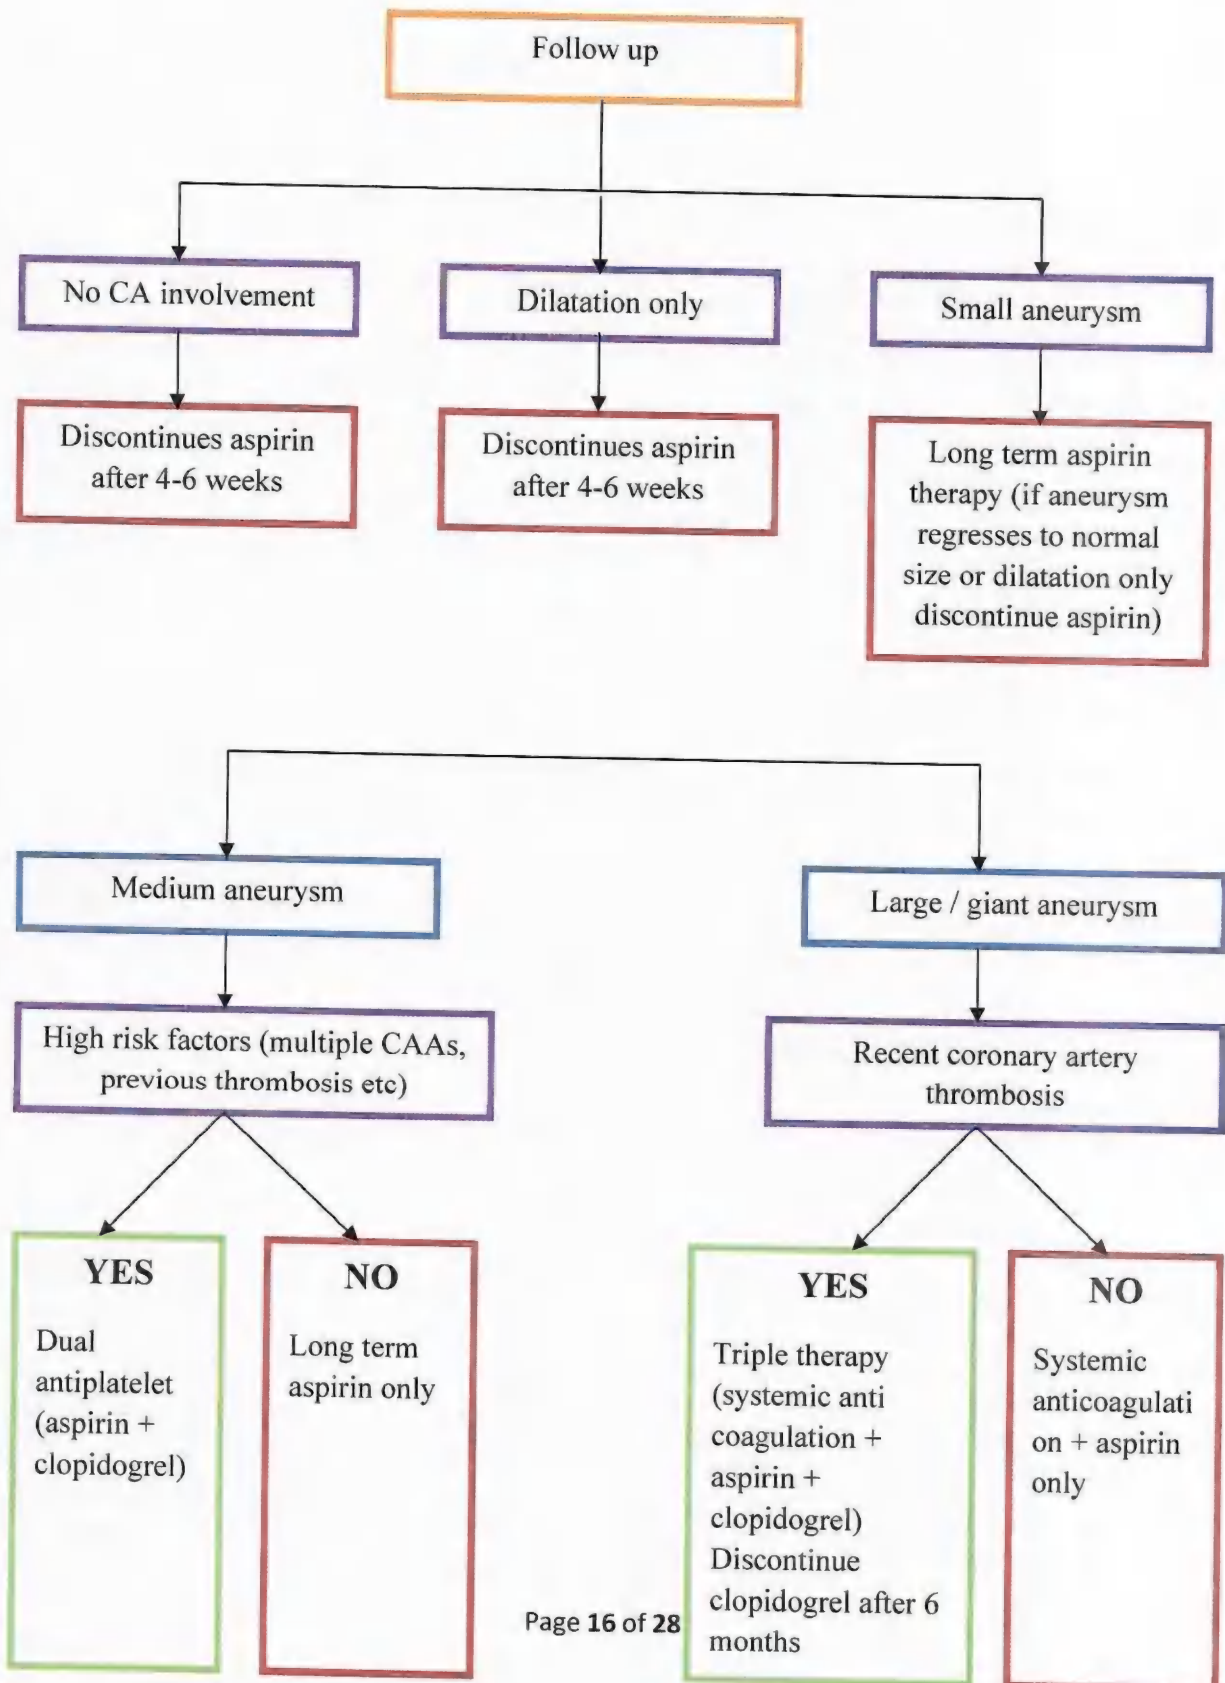 Follow up
No CA involvement
Dilatation only
Small aneurysm
Discontinues aspirin
after 4-6 weeks
Discontinues aspirin
after 4-6 weeks
Long term aspirin
therapy (if aneurysm
regresses to normal
size or dilatation only
discontinue aspirin)
Medium aneurysm
Large / giant aneurysm
High risk factors (multiple CAAs,
previous thrombosis etc)
Recent coronary artery
thrombosis
YES
Dual
antiplatelet
(aspirin +
clopidogrel)
NO
Long term
aspirin only
YES
Triple therapy
(systemic anti
coagulation +
aspirin +
clopidogrel)
Discontinue
clopidogrel after 6
months
NO
Systemic
anticoagulati
on + aspirin
only
Page 16 of 28